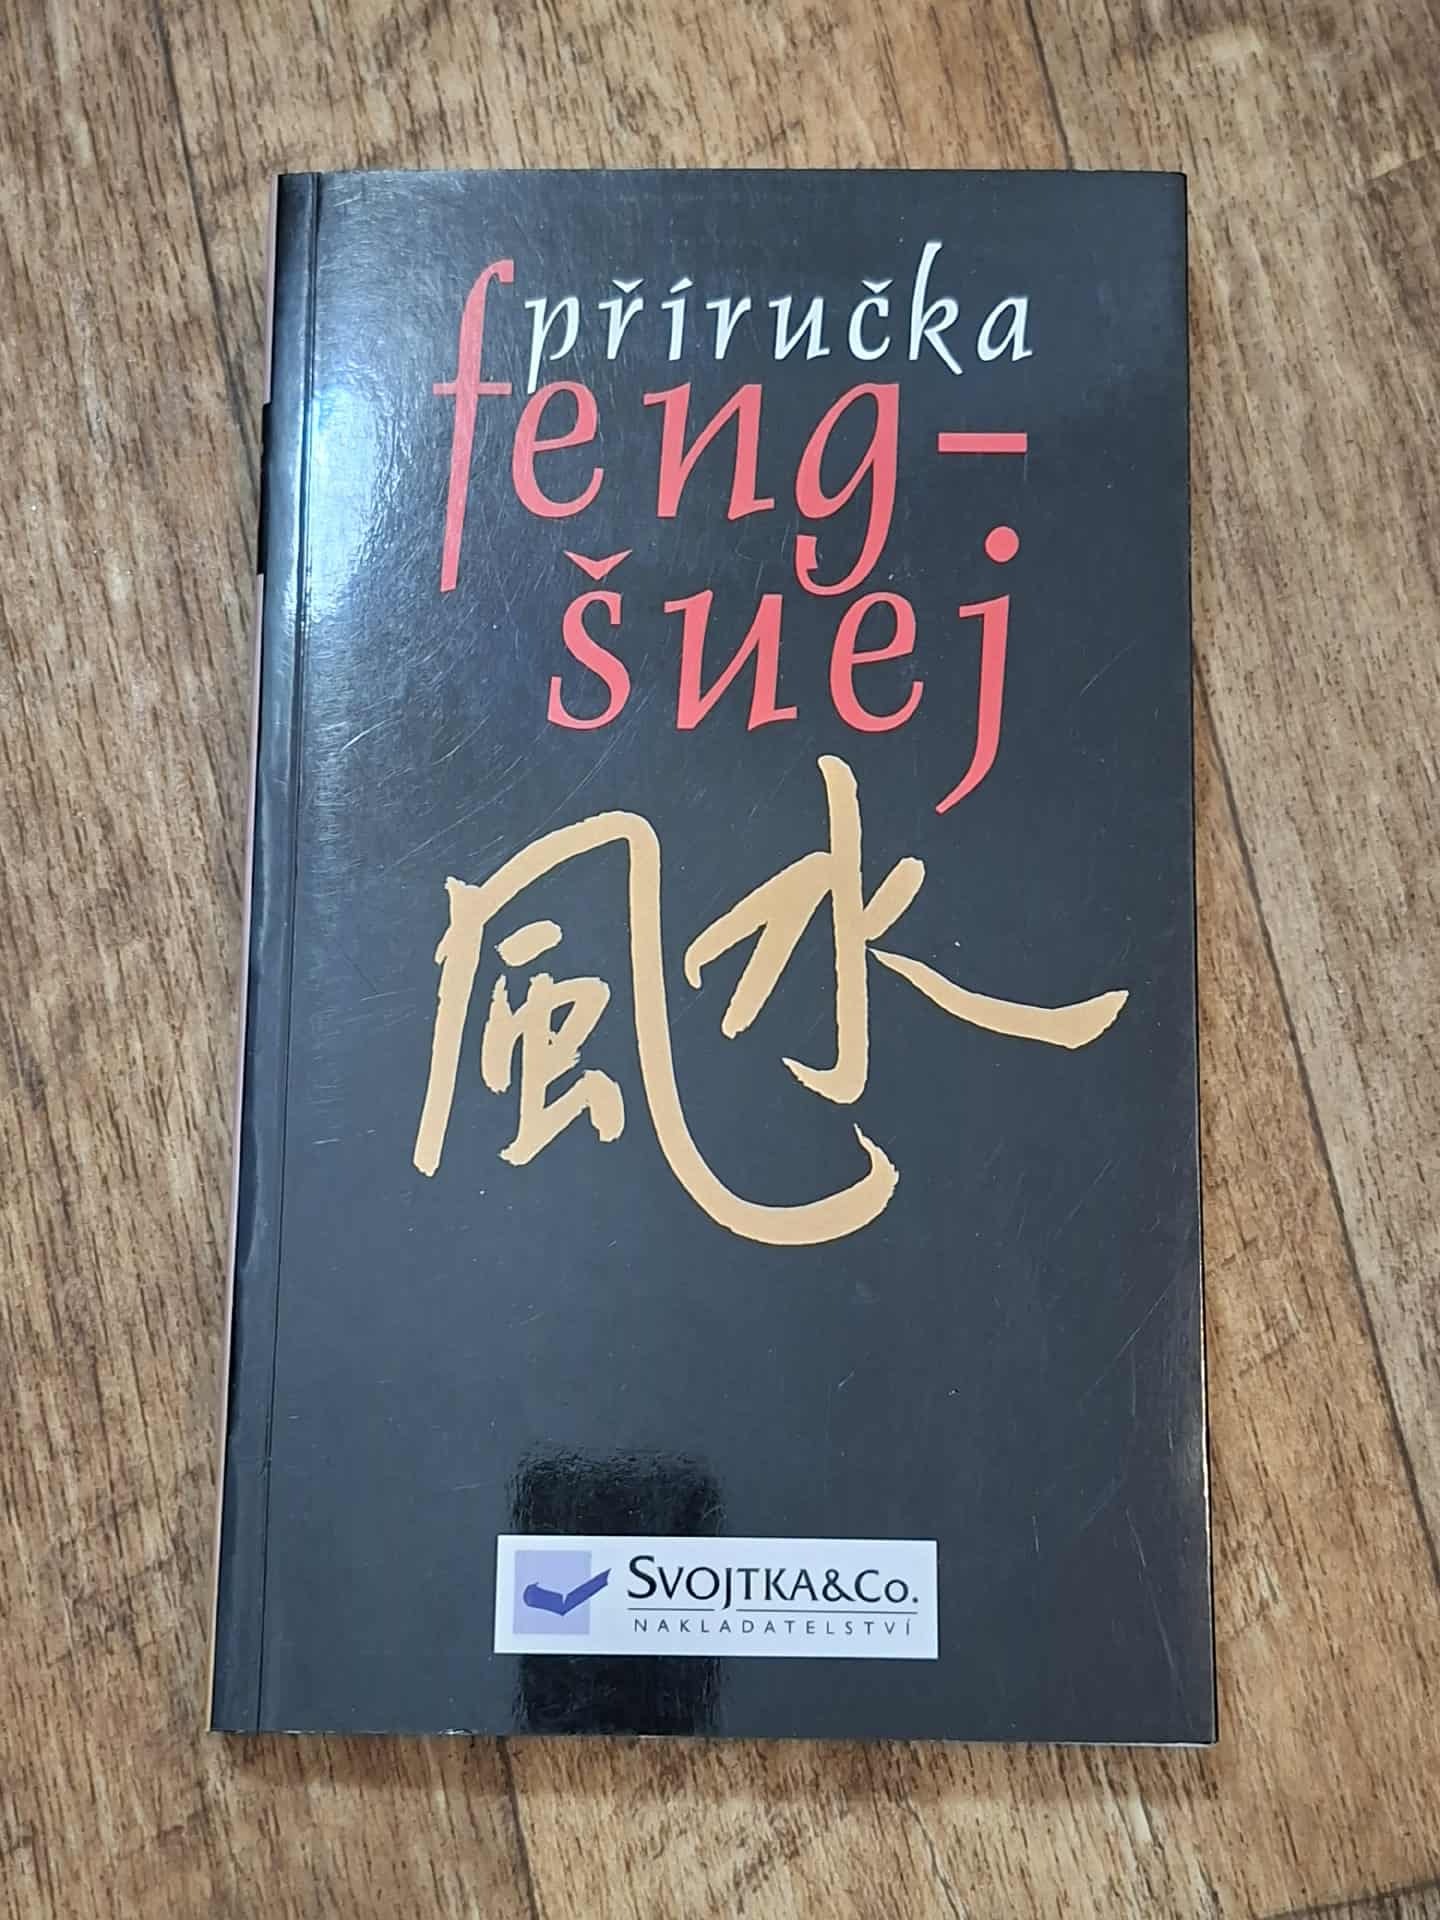 příručka
feng-
šuej
風水
SVOJTKA&CO.
NAKLADATELSTVÍ